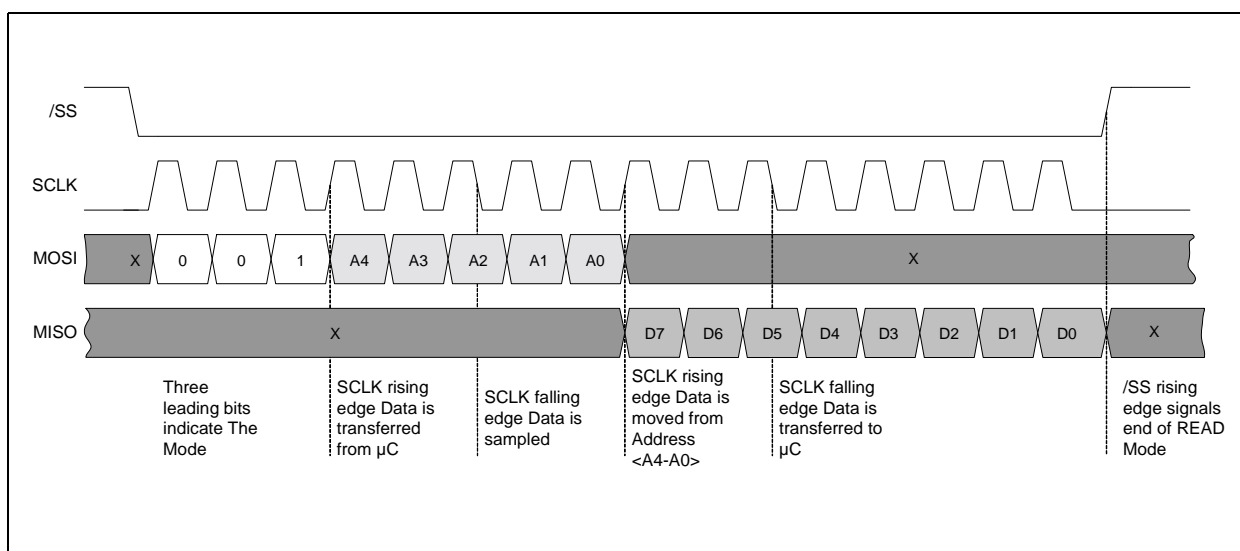 /SS
SCLK
MOSI
X
0
0
1
A4
A3
A2
A1
A0
X
MISO
X
D7
D6
D5
D4
D3
D2
D1
D0
X
Three
leading bits
indicate The
Mode
SCLK rising
edge Data is
transferred
from µC
SCLK falling
edge Data is
sampled
SCLK rising
edge Data is
moved from
Address
<A4-A0>
SCLK falling
edge Data is
transferred to
µC
/SS rising
edge signals
end of READ
Mode